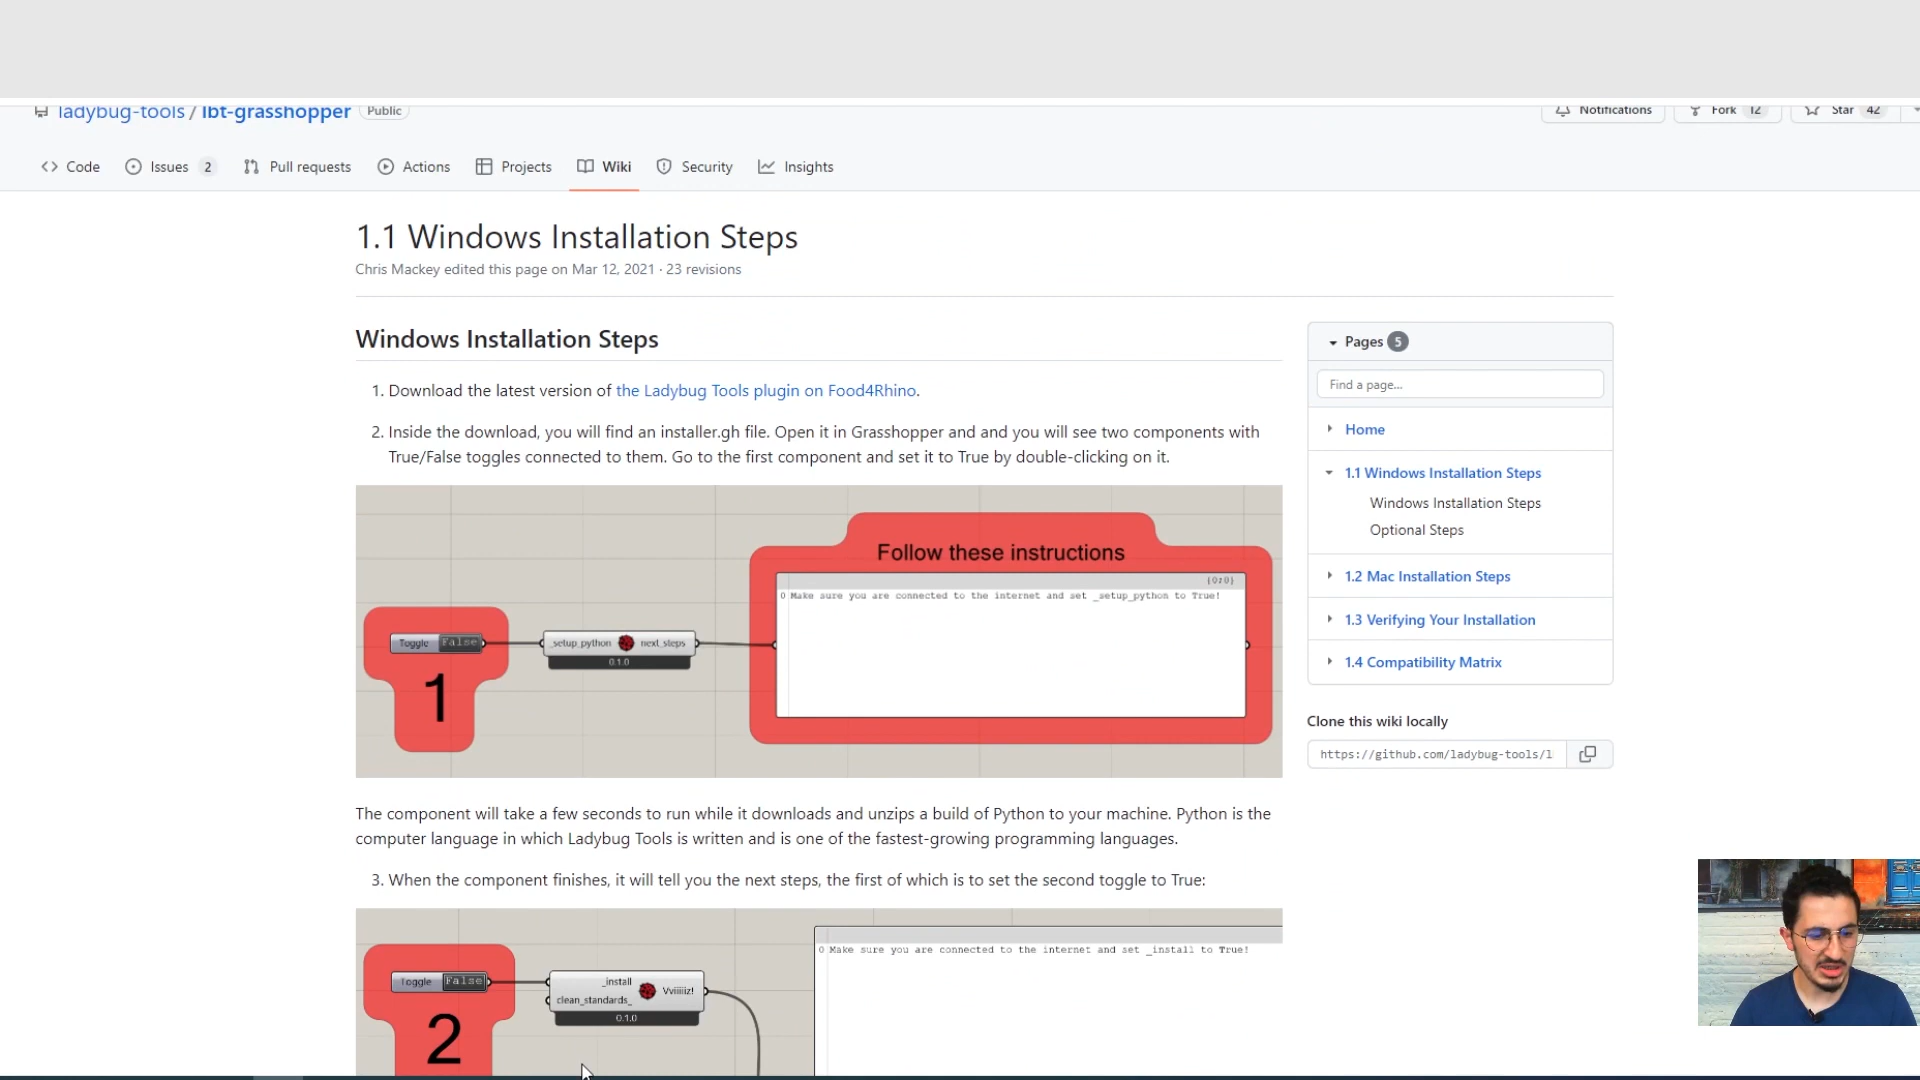 ladybug-tools / lbt-grasshopper Public
Notifications Fork 12 Star 42
Code Issues 2 Pull requests Actions Projects Wiki Security Insights
1.1 Windows Installation Steps
Chris Mackey edited this page on Mar 12, 2021 · 23 revisions
Windows Installation Steps
1. Download the latest version of the Ladybug Tools plugin on Food4Rhino.
2. Inside the download, you will find an installer.gh file. Open it in Grasshopper and and you will see two components with
True/False toggles connected to them. Go to the first component and set it to True by double-clicking on it.
Follow these instructions
{0;0}
0 Make sure you are connected to the internet and set _setup_python to True!
Toggle False
_setup_python next_steps
0.1.0
1
The component will take a few seconds to run while it downloads and unzips a build of Python to your machine. Python is the
computer language in which Ladybug Tools is written and is one of the fastest-growing programming languages.
3. When the component finishes, it will tell you the next steps, the first of which is to set the second toggle to True:
0 Make sure you are connected to the internet and set _install to True!
Toggle False
_install
clean_standards_
Vviiiiz!
0.1.0
2
Pages 5
Find a page...
Home
1.1 Windows Installation Steps
Windows Installation Steps
Optional Steps
1.2 Mac Installation Steps
1.3 Verifying Your Installation
1.4 Compatibility Matrix
Clone this wiki locally
https://github.com/ladybug-tools/l